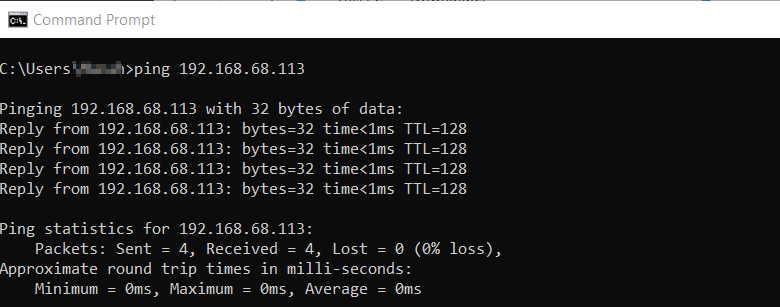 Command Prompt
C:\Users\>ping 192.168.68.113
Pinging 192.168.68.113 with 32 bytes of data:
Reply from 192.168.68.113: bytes=32 time<1ms TTL=128
Reply from 192.168.68.113: bytes=32 time<1ms TTL=128
Reply from 192.168.68.113: bytes=32 time<1ms TTL=128
Reply from 192.168.68.113: bytes=32 time<1ms TTL=128
Ping statistics for 192.168.68.113:
    Packets: Sent = 4, Received = 4, Lost = 0 (0% loss),
Approximate round trip times in milli-seconds:
    Minimum = 0ms, Maximum = 0ms, Average = 0ms